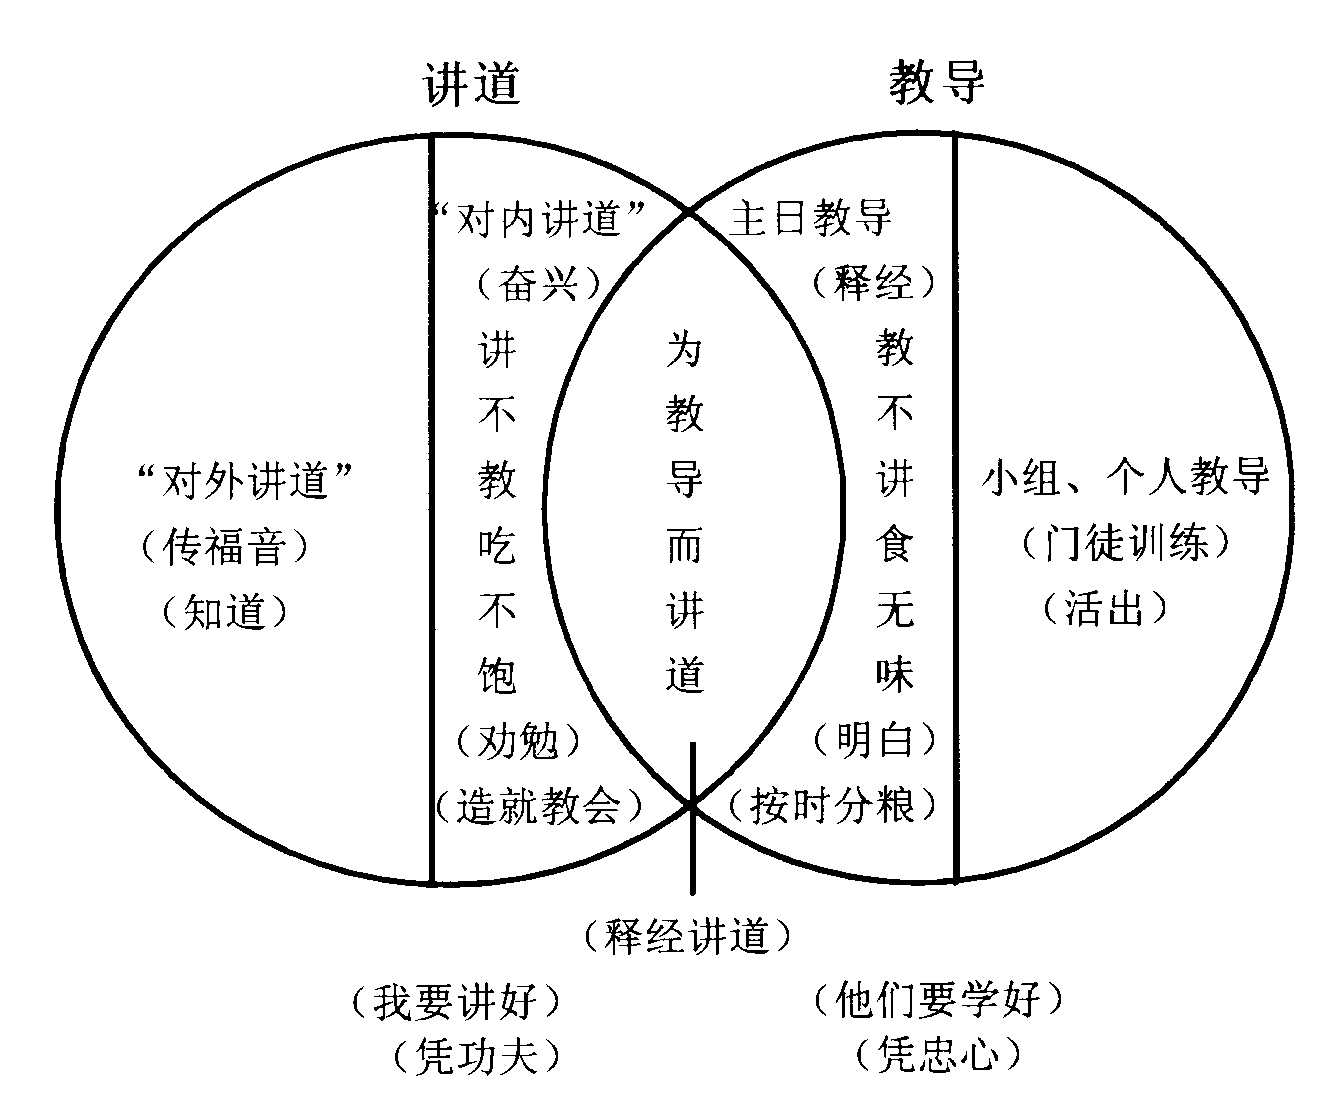 讲道
教导
“对外讲道”
（传福音）
（知道）
“对内讲道”
（奋兴）
讲不教吃不饱
（劝勉）
（造就教会）
为教导而讲道
主日教导
（释经）
教不讲食无味
（明白）
（按时分粮）
小组、个人教导
（门徒训练）
（活出）
（释经讲道）
（我要讲好）
（凭功夫）
（他们要学好）
（凭忠心）